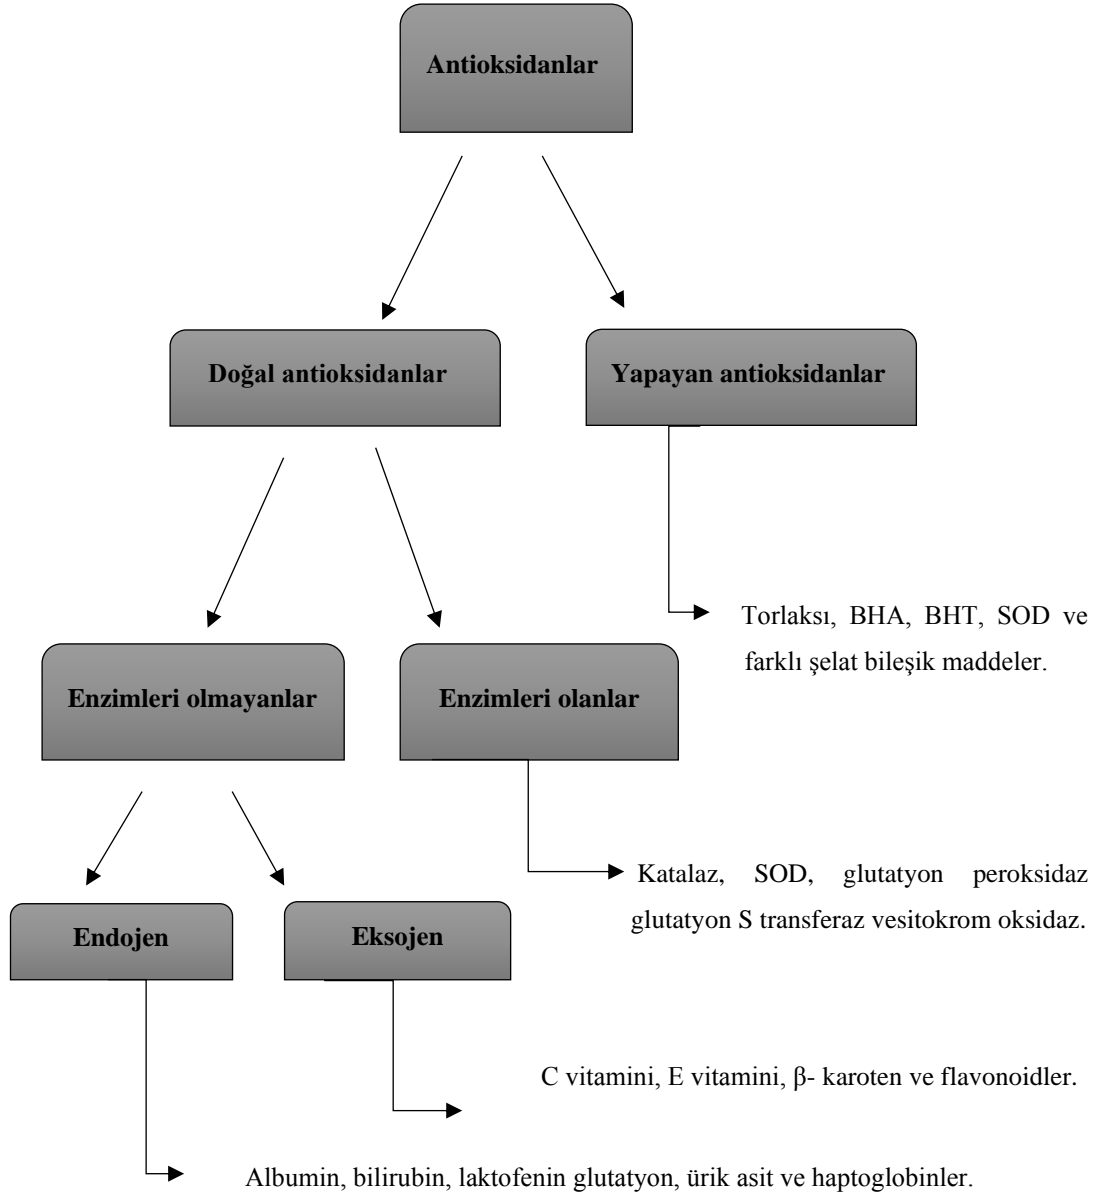 Antioksidanlar
Doğal antioksidanlar
Yapayan antioksidanlar
Torlaksı, BHA, BHT, SOD ve
farklı şelat bileşik maddeler.
Enzimleri olmayanlar
Enzimleri olanlar
Katalaz, SOD, glutatyon peroksidaz
glutatyon S transferaz vesitokrom oksidaz.
Endojen
Eksojen
C vitamini, E vitamini, β- karoten ve flavonoidler.
Albumin, bilirubin, laktofenin glutatyon, ürik asit ve haptoglobinler.